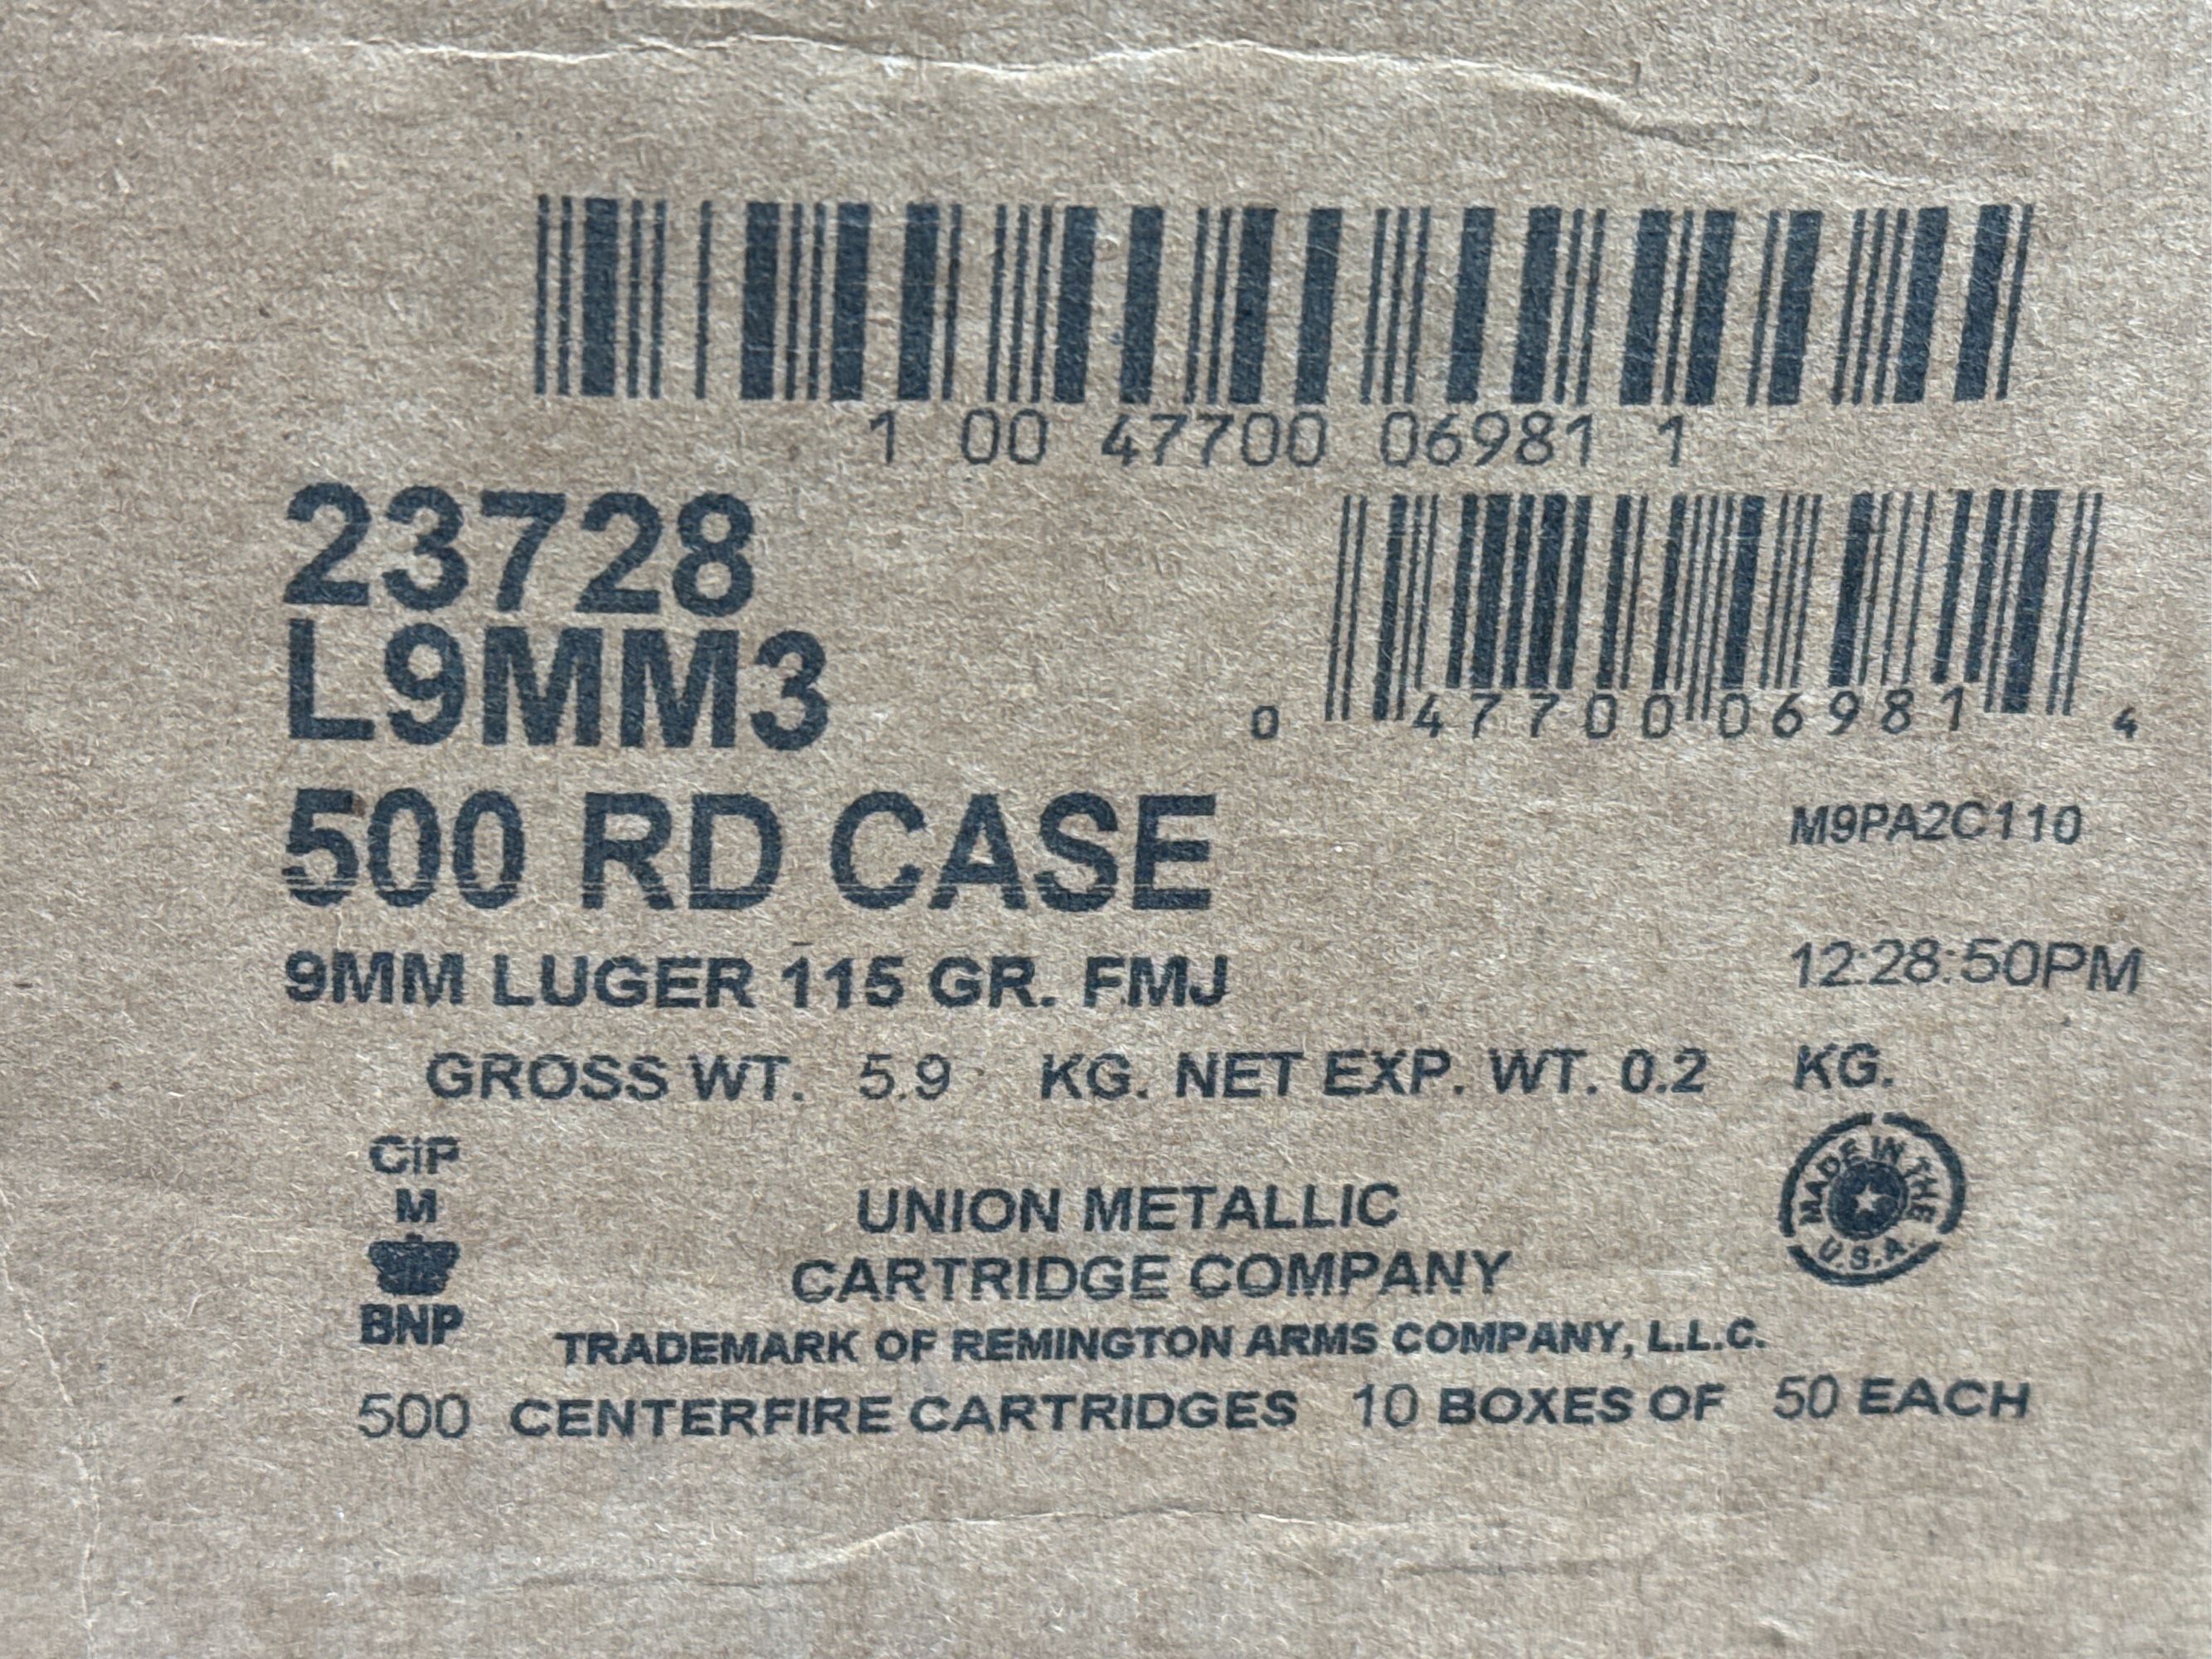 1 00 47700 06981 1
23728
L9MM3
0 47700 06981 4
500 RD CASE
M9PA2C110
9MM LUGER 115 GR. FMJ
12:28:50PM
GROSS WT. 5.9 KG. NET EXP. WT. 0.2 KG.
CIP
M
BNP
UNION METALLIC
CARTRIDGE COMPANY
MADE IN THE
U.S.A.
TRADEMARK OF REMINGTON ARMS COMPANY, L.L.C.
500 CENTERFIRE CARTRIDGES 10 BOXES OF 50 EACH